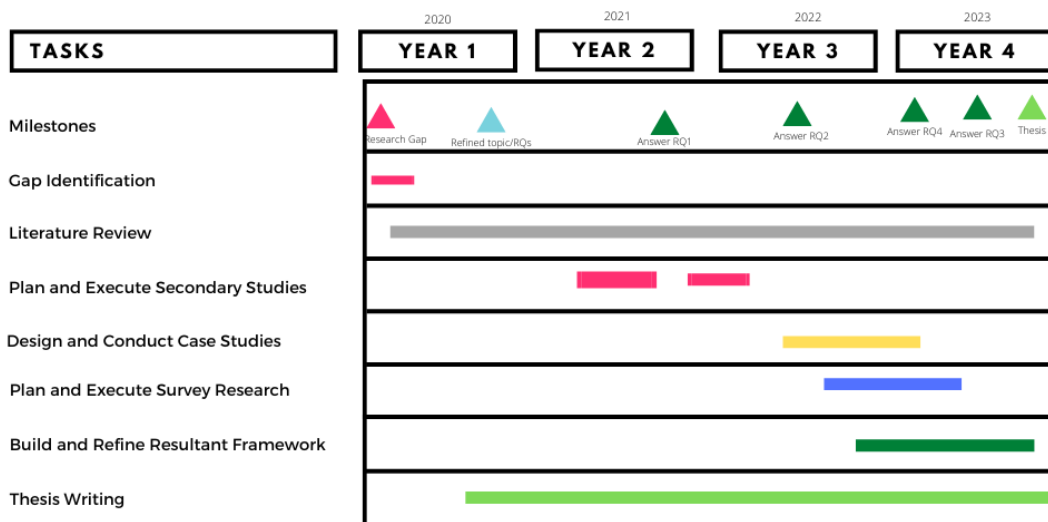 2020
2021
2022
2023
TASKS
YEAR 1
YEAR 2
YEAR 3
YEAR 4
Milestones
Research Gap
Refined topic/RQs
Answer RQ1
Answer RQ2
Answer RQ4
Answer RQ3
Thesis
Gap Identification
Literature Review
Plan and Execute Secondary Studies
Design and Conduct Case Studies
Plan and Execute Survey Research
Build and Refine Resultant Framework
Thesis Writing